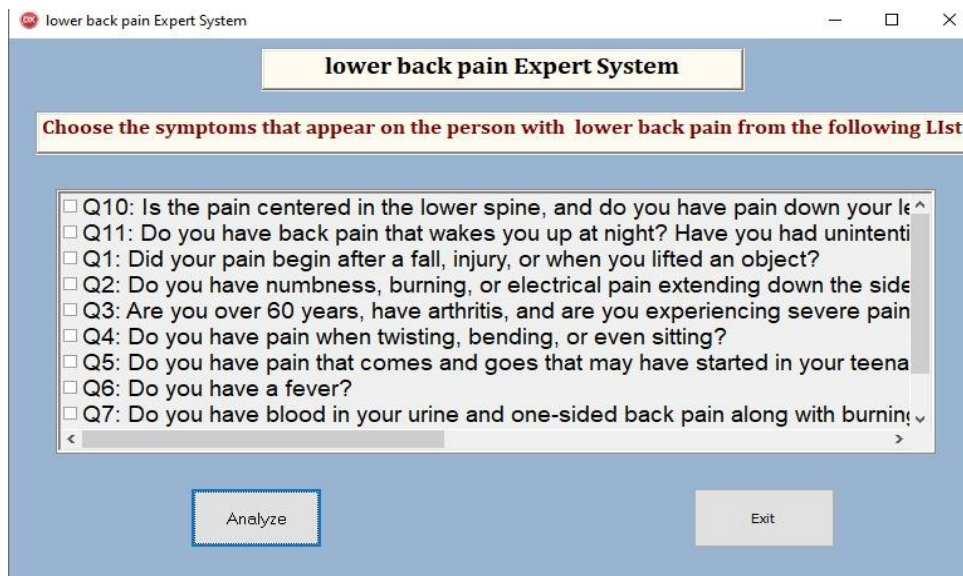 DX lower back pain Expert System
lower back pain Expert System
Choose the symptoms that appear on the person with lower back pain from the following LIst
Q10: Is the pain centered in the lower spine, and do you have pain down your le
Q11: Do you have back pain that wakes you up at night? Have you had unintenti
Q1: Did your pain begin after a fall, injury, or when you lifted an object?
Q2: Do you have numbness, burning, or electrical pain extending down the side
Q3: Are you over 60 years, have arthritis, and are you experiencing severe pain
Q4: Do you have pain when twisting, bending, or even sitting?
Q5: Do you have pain that comes and goes that may have started in your teena
Q6: Do you have a fever?
Q7: Do you have blood in your urine and one-sided back pain along with burning
Analyze
Exit